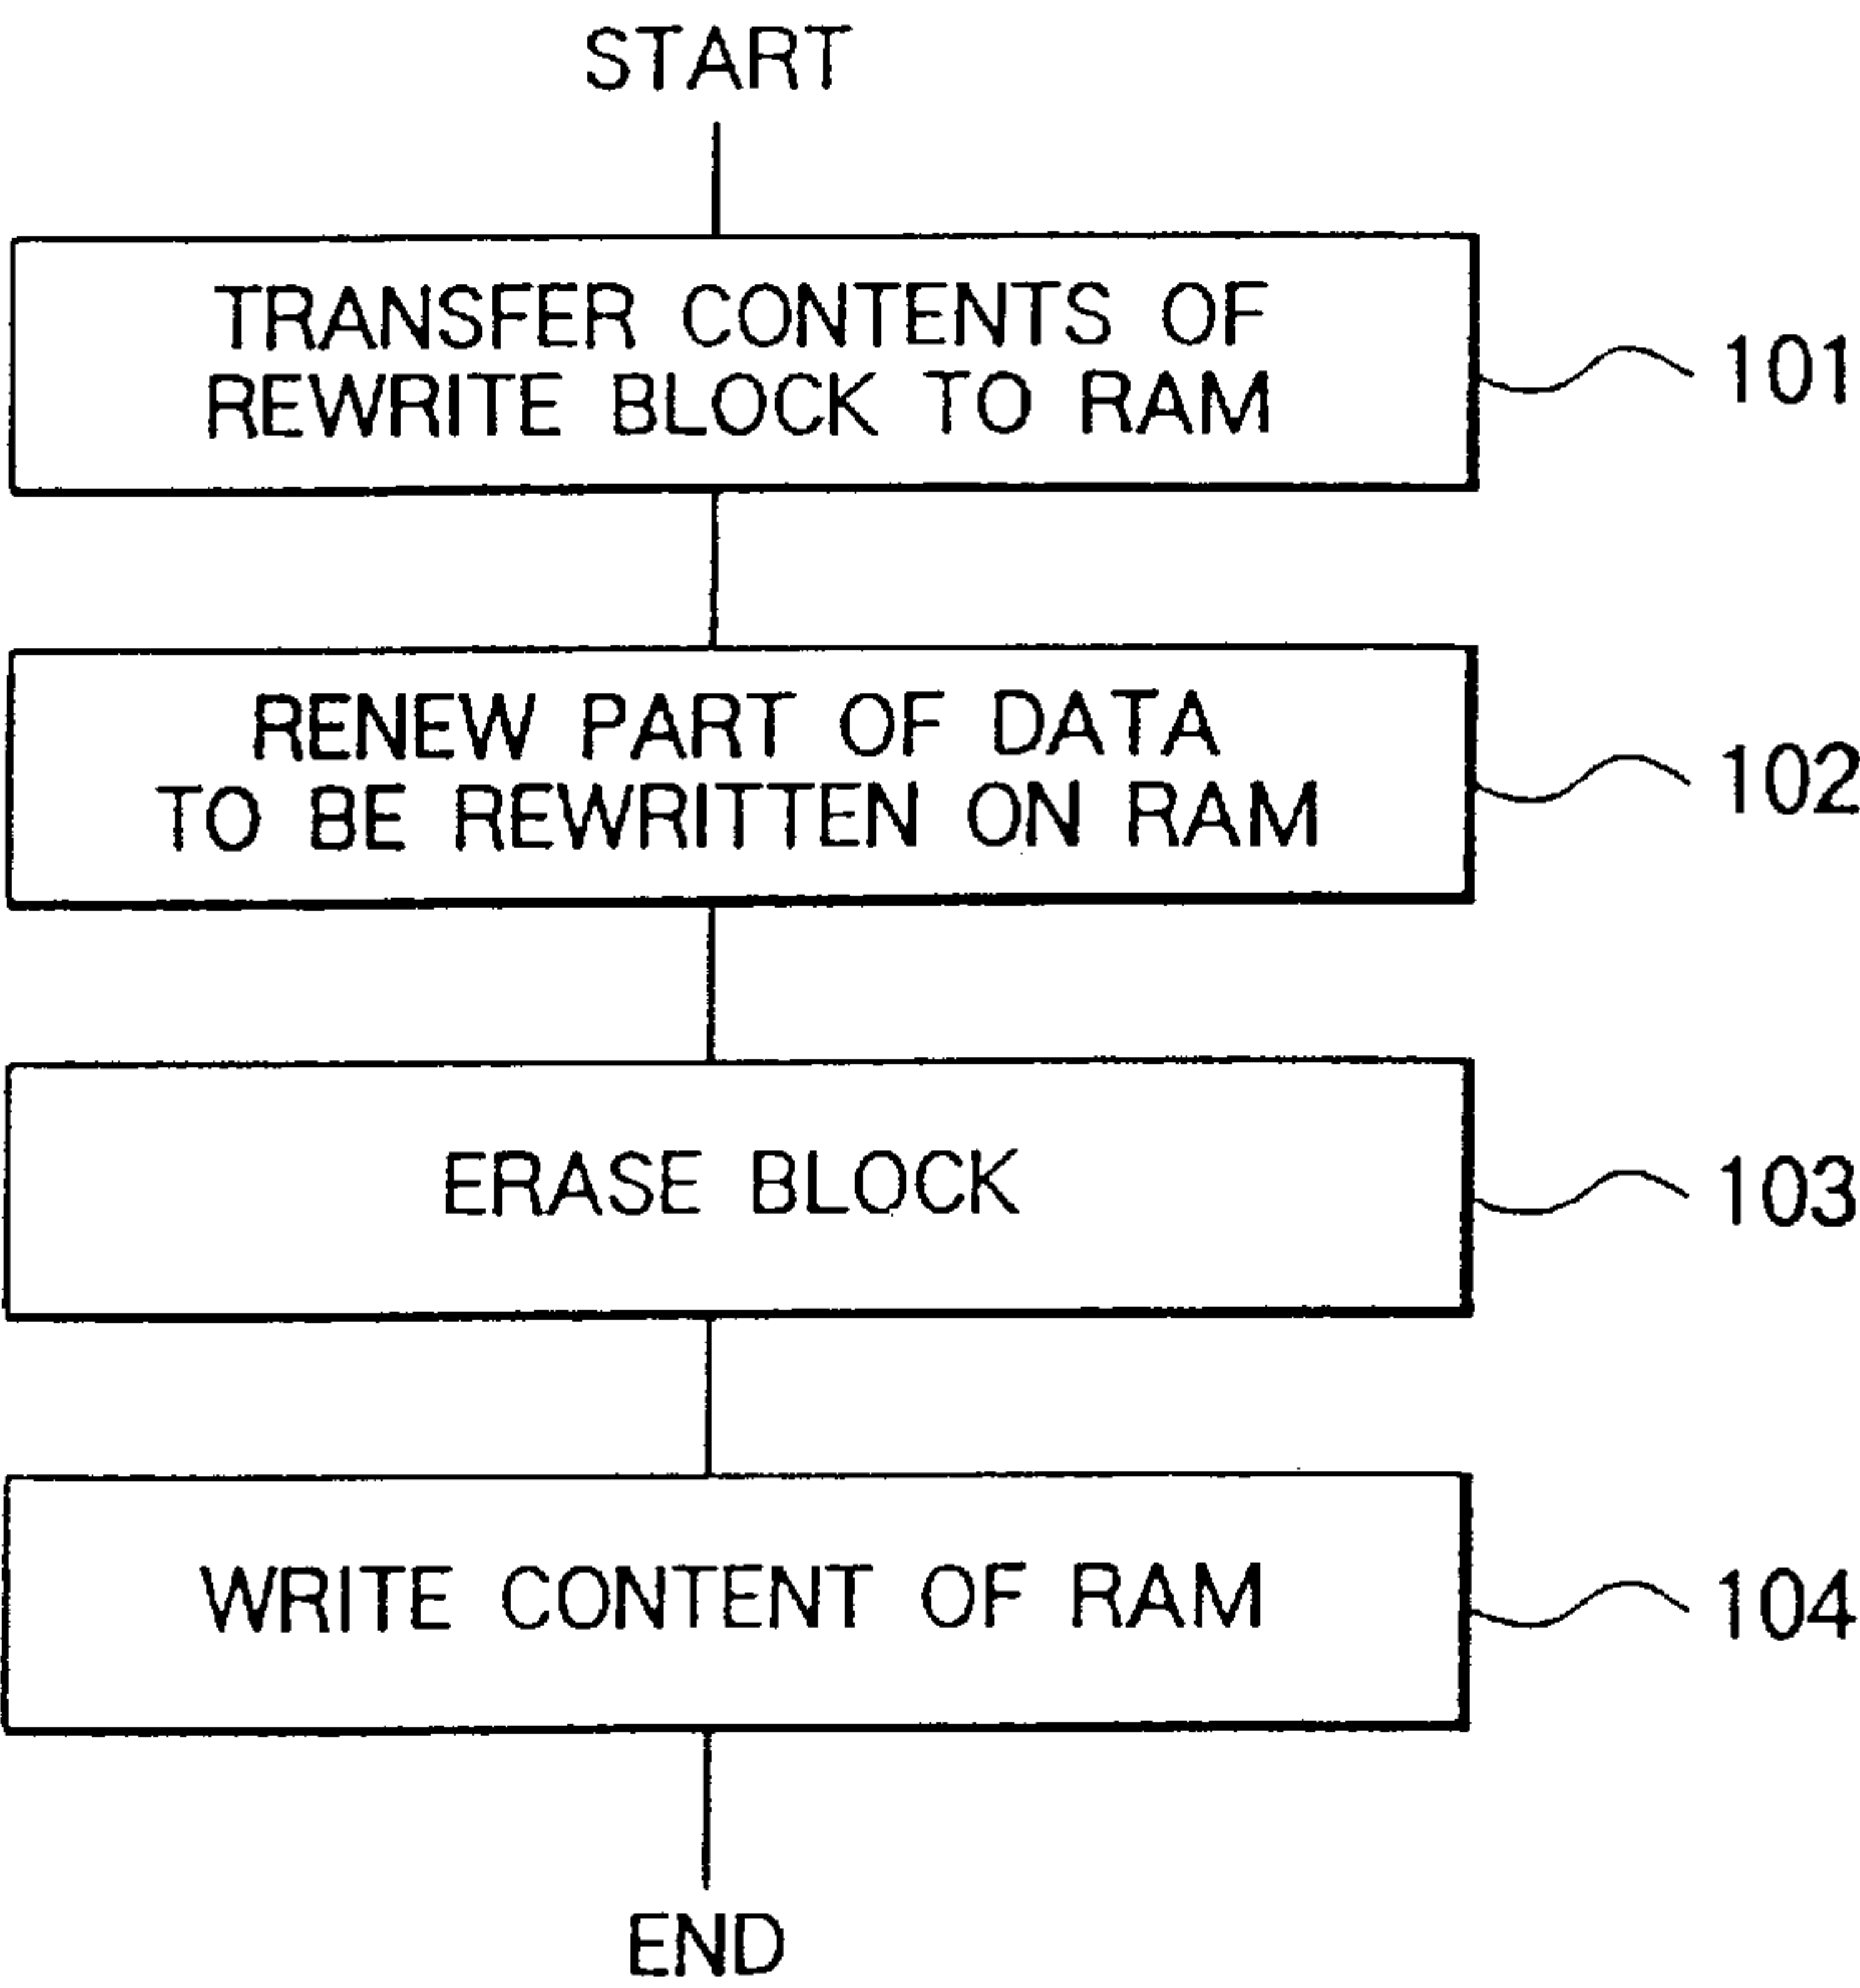 START
TRANSFER CONTENTS OF
REWRITE BLOCK TO RAM
101
RENEW PART OF DATA
TO BE REWRITTEN ON RAM
102
ERASE BLOCK
103
WRITE CONTENT OF RAM
104
END